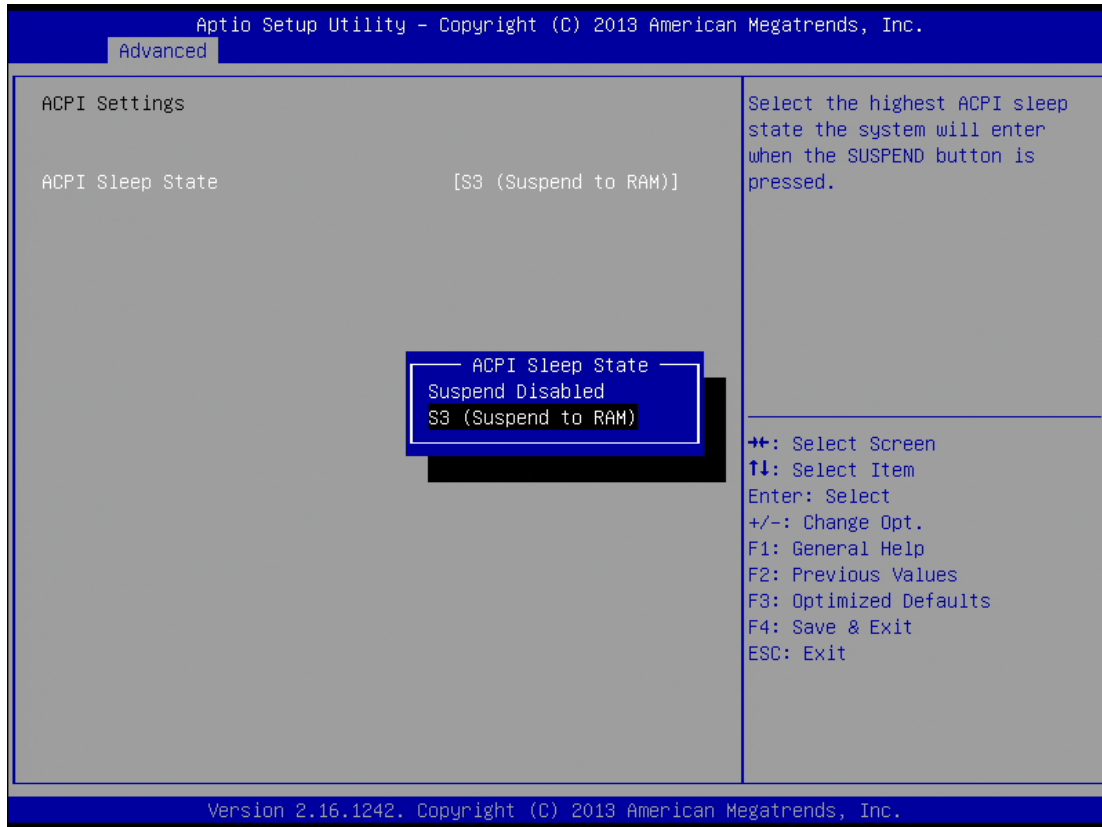 Aptio Setup Utility – Copyright (C) 2013 American Megatrends, Inc.
Advanced
ACPI Settings
ACPI Sleep State [S3 (Suspend to RAM)]
Select the highest ACPI sleep
state the system will enter
when the SUSPEND button is
pressed.
ACPI Sleep State
Suspend Disabled
S3 (Suspend to RAM)
→←: Select Screen
↑↓: Select Item
Enter: Select
+/-: Change Opt.
F1: General Help
F2: Previous Values
F3: Optimized Defaults
F4: Save & Exit
ESC: Exit
Version 2.16.1242. Copyright (C) 2013 American Megatrends, Inc.